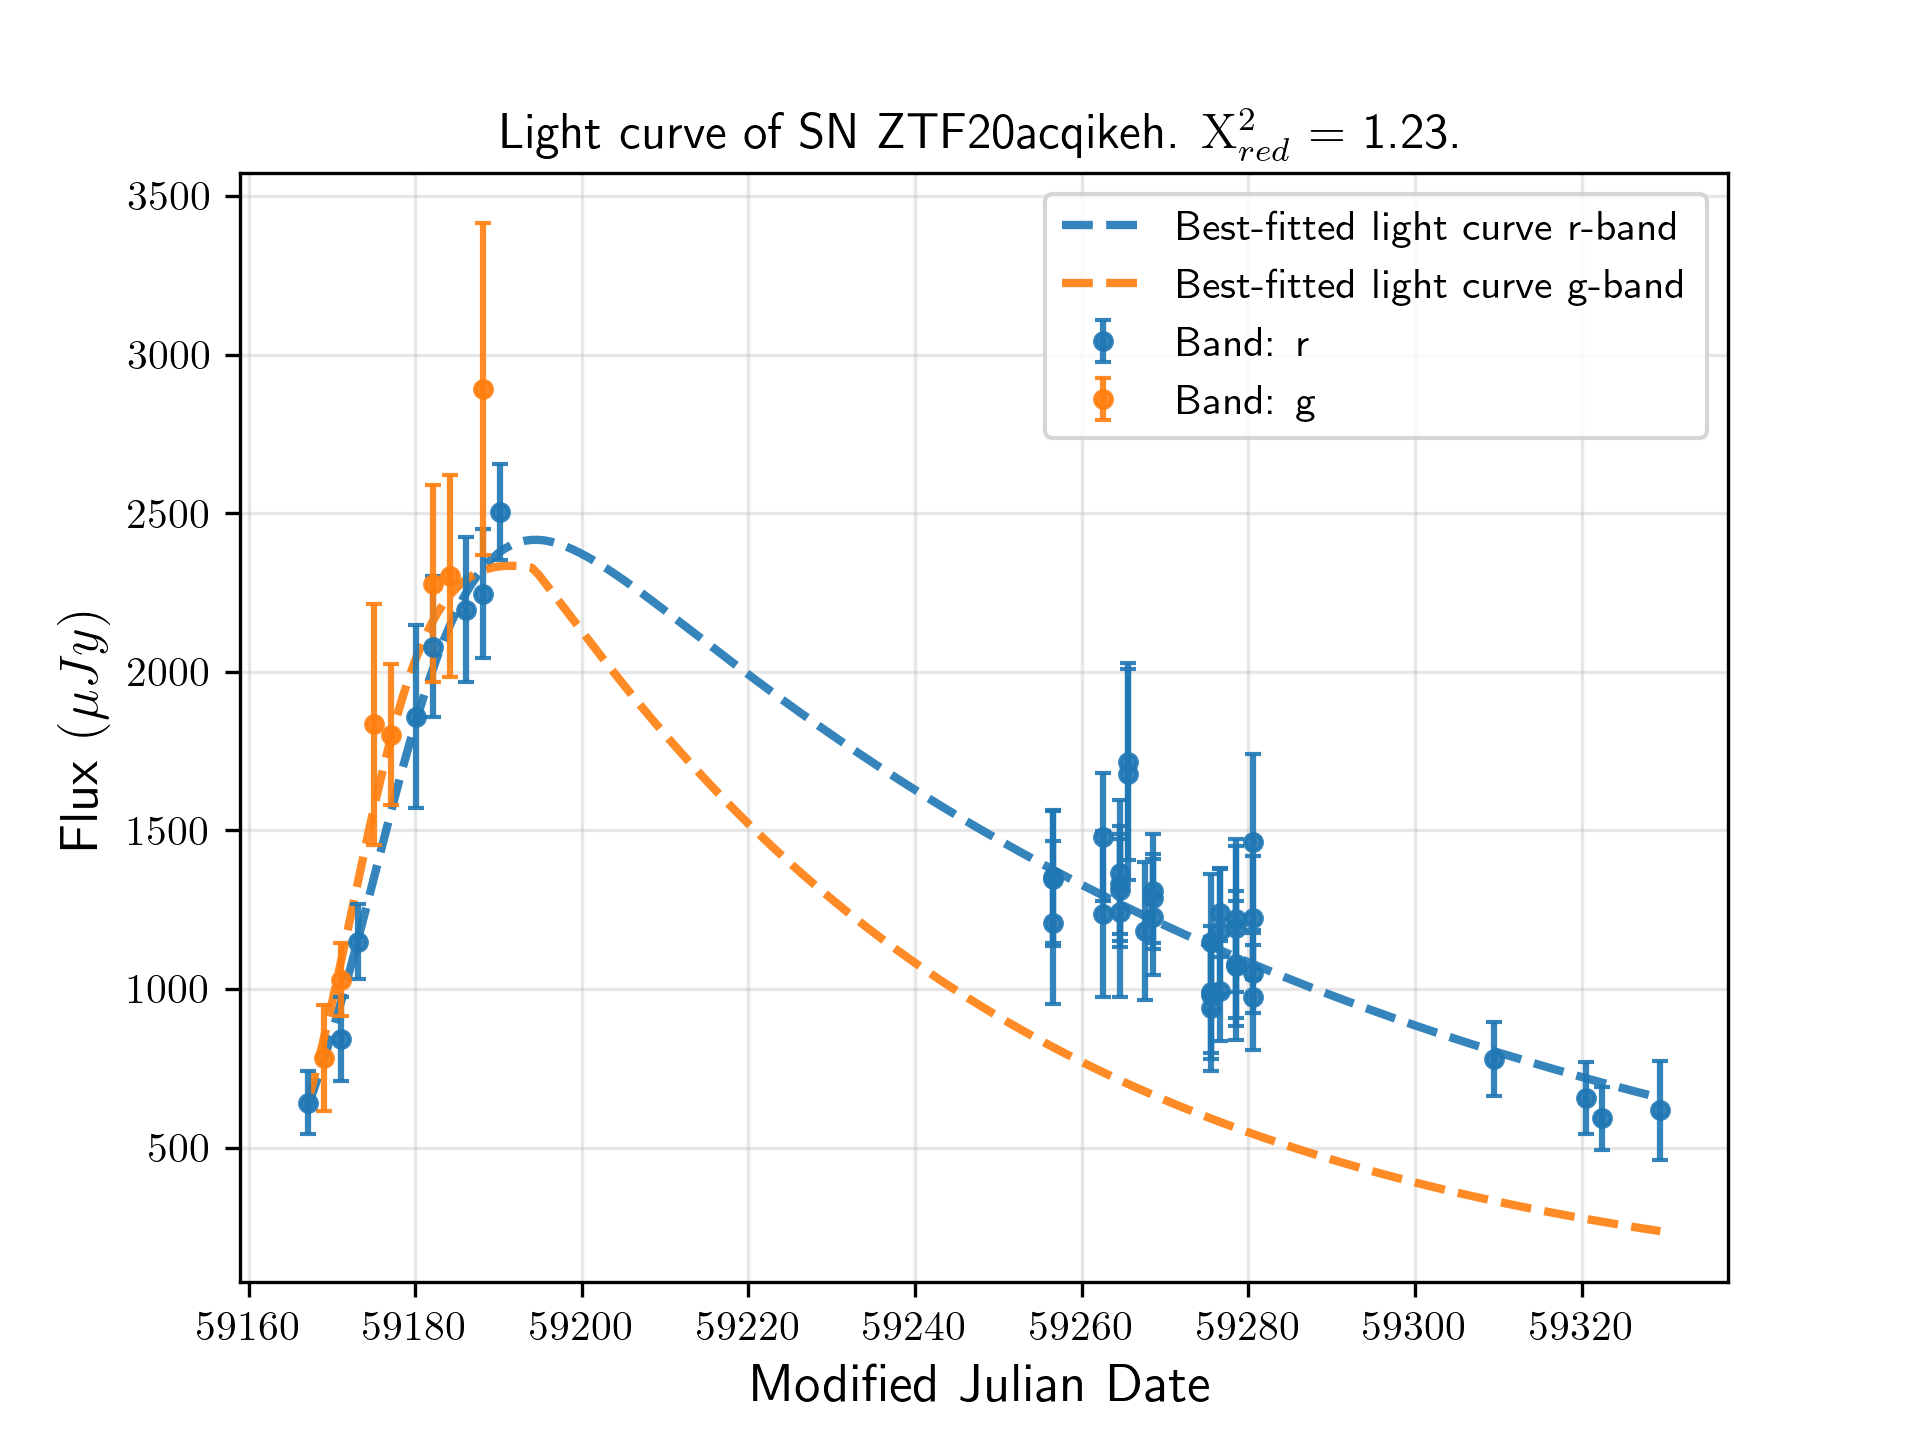 Light curve of SN ZTF20acqikeh. X²_red = 1.23.
3500
3000
2500
2000
1500
1000
500
Flux (μJy)
Best-fitted light curve r-band
Best-fitted light curve g-band
Band: r
Band: g
59160 59180 59200 59220 59240 59260 59280 59300 59320
Modified Julian Date